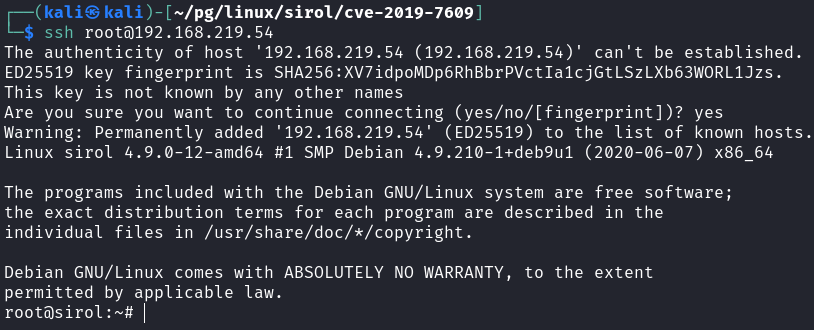 ┌──(kali㉿kali)-[~/pg/linux/sirol/cve-2019-7609]
└─$ ssh root@192.168.219.54
The authenticity of host '192.168.219.54 (192.168.219.54)' can't be established.
ED25519 key fingerprint is SHA256:XV7idpoMDp6RhBbrPVctIa1cjGtLSzLXb63WORL1Jzs.
This key is not known by any other names
Are you sure you want to continue connecting (yes/no/[fingerprint])? yes
Warning: Permanently added '192.168.219.54' (ED25519) to the list of known hosts.
Linux sirol 4.9.0-12-amd64 #1 SMP Debian 4.9.210-1+deb9u1 (2020-06-07) x86_64
The programs included with the Debian GNU/Linux system are free software;
the exact distribution terms for each program are described in the
individual files in /usr/share/doc/*/copyright.
Debian GNU/Linux comes with ABSOLUTELY NO WARRANTY, to the extent
permitted by applicable law.
root@sirol:~#